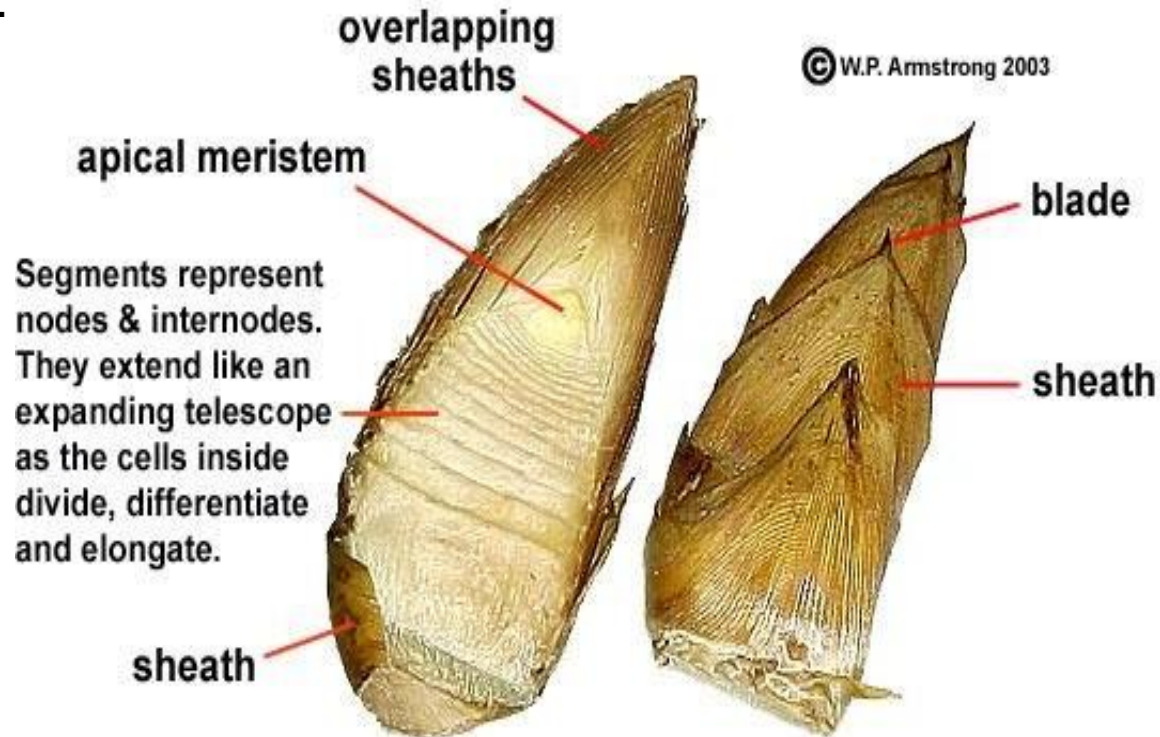 overlapping
sheaths
© W.P. Armstrong 2003
apical meristem
blade
Segments represent
nodes & internodes.
They extend like an
expanding telescope
as the cells inside
divide, differentiate
and elongate.
sheath
sheath